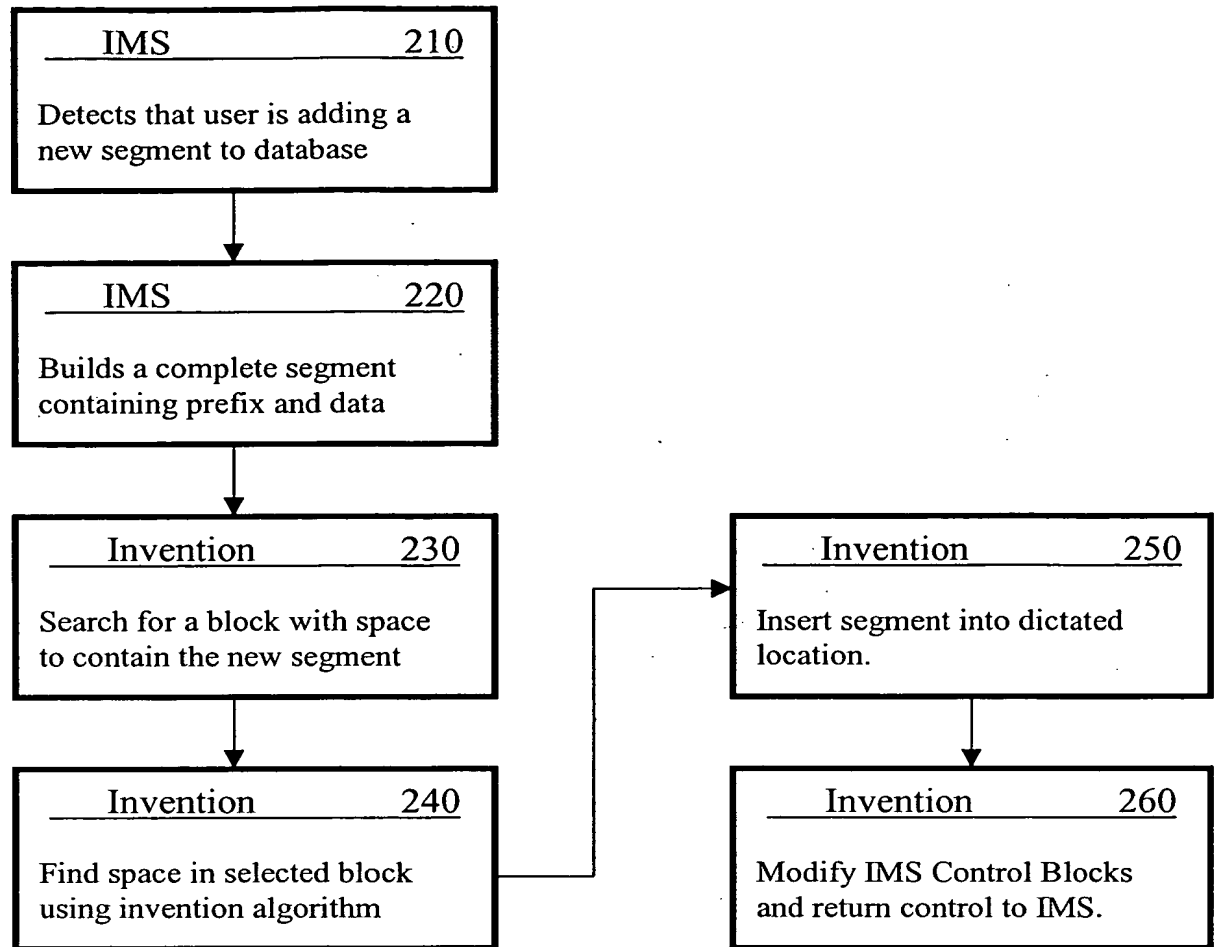 IMS 210
Detects that user is adding a
new segment to database
IMS 220
Builds a complete segment
containing prefix and data
Invention 230
Search for a block with space
to contain the new segment
Invention 240
Find space in selected block
using invention algorithm
Invention 250
Insert segment into dictated
location.
Invention 260
Modify IMS Control Blocks
and return control to IMS.